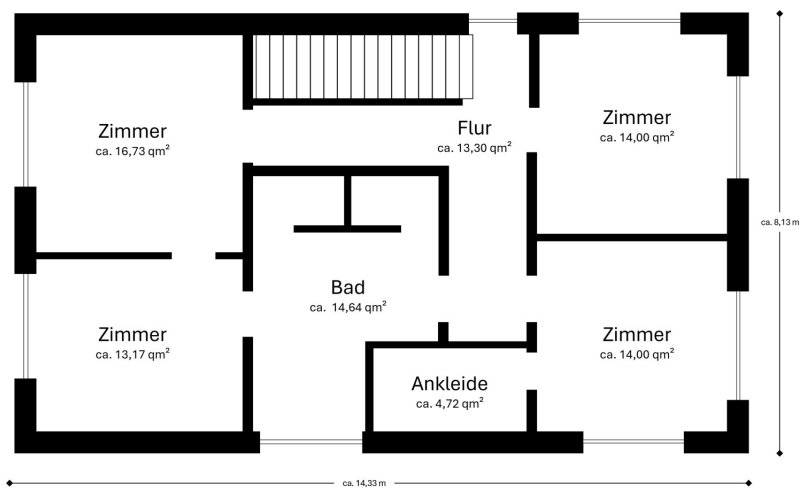 Zimmer
ca. 16,73 qm²
Flur
ca. 13,30 qm²
Zimmer
ca. 14,00 qm²
ca. 8,13 m
Bad
ca. 14,64 qm²
Zimmer
ca. 13,17 qm²
Zimmer
ca. 14,00 qm²
Ankleide
ca. 4,72 qm²
ca. 14,33 m